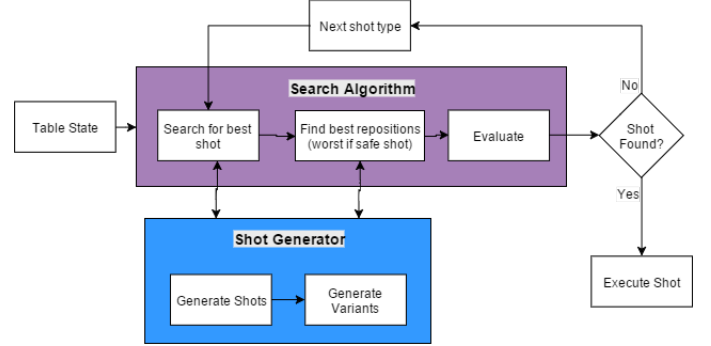 Next shot type
No
Search Algorithm
Table State
Search for best
shot
Find best repositions
(worst if safe shot)
Evaluate
Shot
Found?
Yes
Shot Generator
Generate Shots
Generate
Variants
Execute Shot